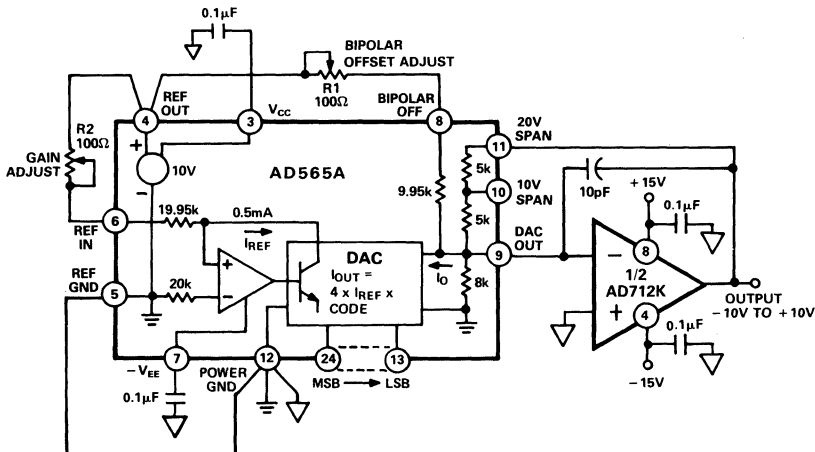 0.1μF
BIPOLAR
OFFSET ADJUST
R1
100Ω
REF
OUT
VCC
BIPOLAR
OFF
20V
SPAN
4
3
8
11
R2
100Ω
GAIN
ADJUST
+
10V
-
AD565A
5k
9.95k
10
10V
SPAN
5k
10pF
+15V
0.1μF
6
REF
IN
19.95k
0.5mA
IREF
DAC
IOUT =
4 x IREF x
CODE
IO
9
DAC
OUT
8k
8
-
1/2
AD712K
+
4
OUTPUT
-10V TO +10V
REF
GND
5
20k
+
-
0.1μF
-15V
-VEE
7
POWER
GND
12
24
13
MSB
LSB
0.1μF